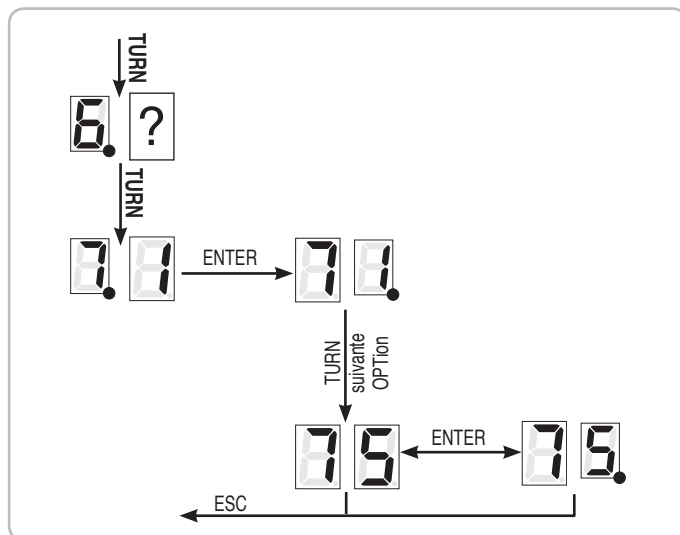 TURN
6. ?
TURN
7. 1 ENTER 7 1.
TURN
suivante
OPTion
7 5 ENTER 7 5.
ESC